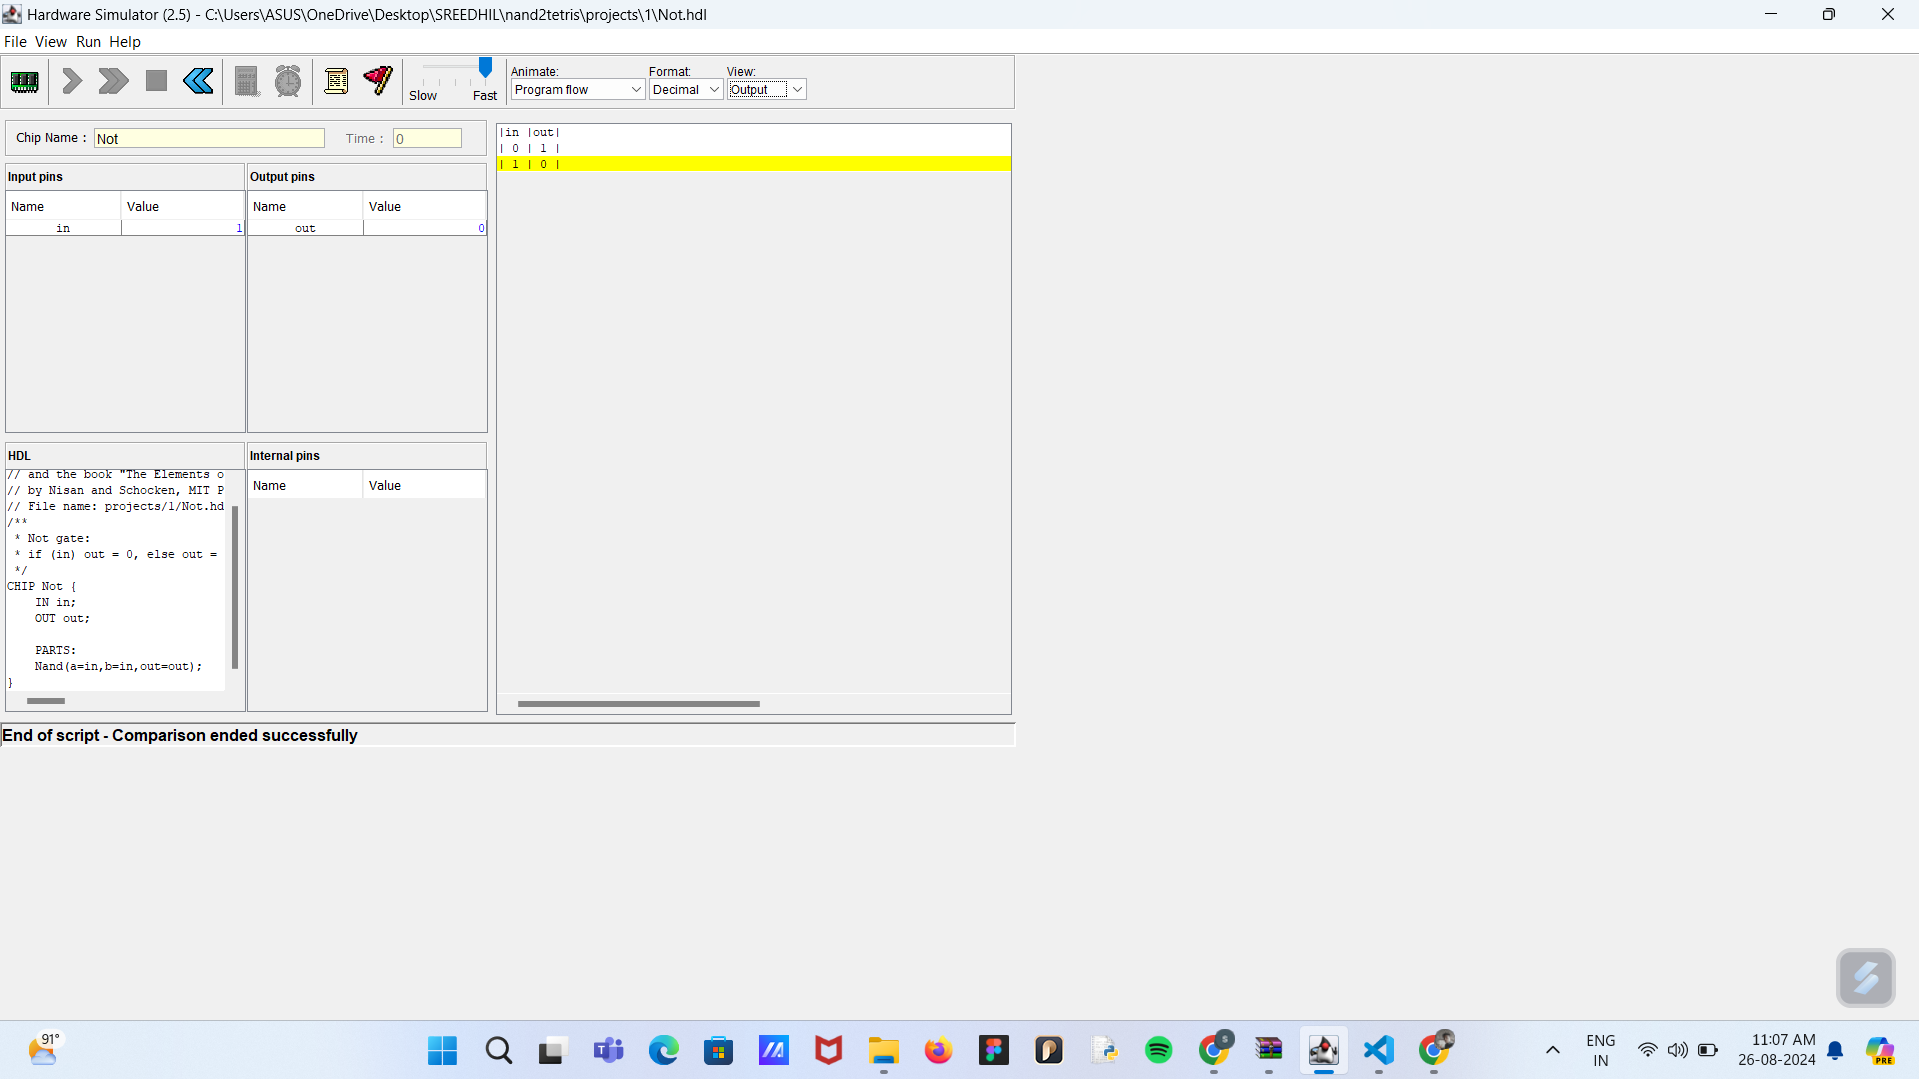 Hardware Simulator (2.5) - C:\Users\ASUS\OneDrive\Desktop\SREEDHIL\nand2tetris\projects\1\Not.hdl
File View Run Help
Animate: Format: View:
Slow Fast Program flow Decimal Output
Chip Name : Not Time : 0
Input pins Output pins
Name Value Name Value
in 1 out 0
|in |out|
| 0 | 1 |
| 1 | 0 |
HDL
// and the book "The Elements o
// by Nisan and Schocken, MIT P
// File name: projects/1/Not.hd
/**
* Not gate:
* if (in) out = 0, else out =
*/
CHIP Not {
IN in;
OUT out;
PARTS:
Nand(a=in,b=in,out=out);
}
Internal pins
Name Value
End of script - Comparison ended successfully
91°
S
ENG
IN
11:07 AM
26-08-2024
PRE